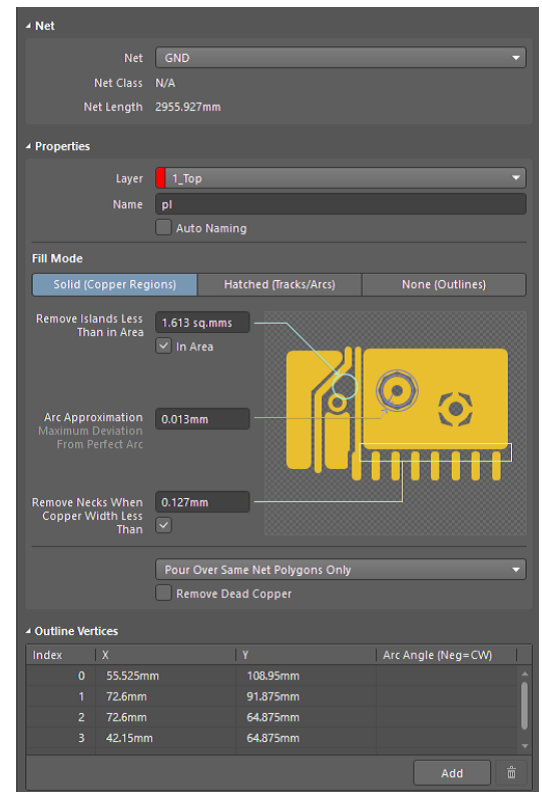 Net
Net GND
Net Class N/A
Net Length 2955.927mm
Properties
Layer 1_Top
Name pl
Auto Naming
Fill Mode
Solid (Copper Regions) Hatched (Tracks/Arcs) None (Outlines)
Remove Islands Less
Than in Area
1.613 sq.mms
In Area
Arc Approximation
Maximum Deviation
From Perfect Arc
0.013mm
Remove Necks When
Copper Width Less
Than
0.127mm
Pour Over Same Net Polygons Only
Remove Dead Copper
Outline Vertices
Index X Y Arc Angle (Neg=CW)
0 55.525mm 108.95mm
1 72.6mm 91.875mm
2 72.6mm 64.875mm
3 42.15mm 64.875mm
Add